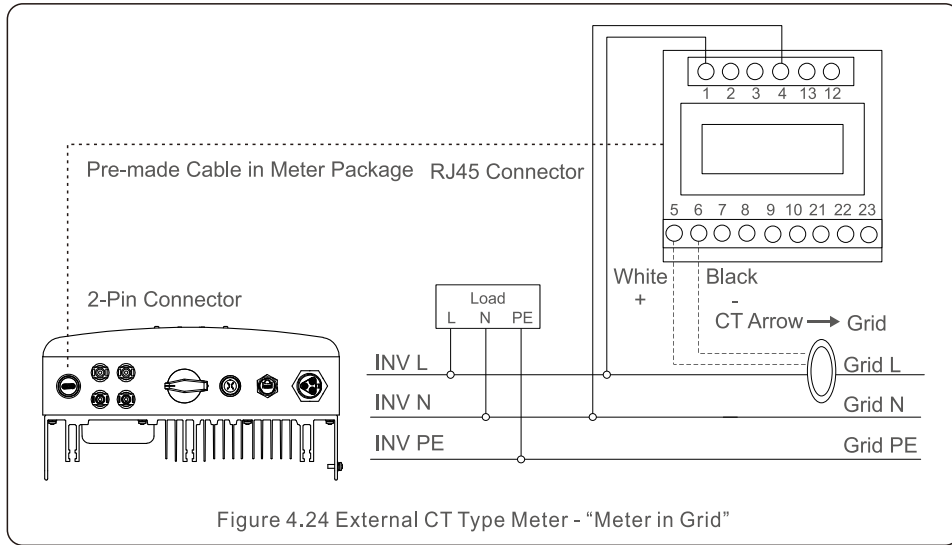 1 2 3 4 13 12
Pre-made Cable in Meter Package RJ45 Connector
5 6 7 8 9 10 21 22 23
White Black
+ -
2-Pin Connector
Load
L N PE
CT Arrow → Grid
INV L Grid L
INV N Grid N
INV PE Grid PE
Figure 4.24 External CT Type Meter - “Meter in Grid”